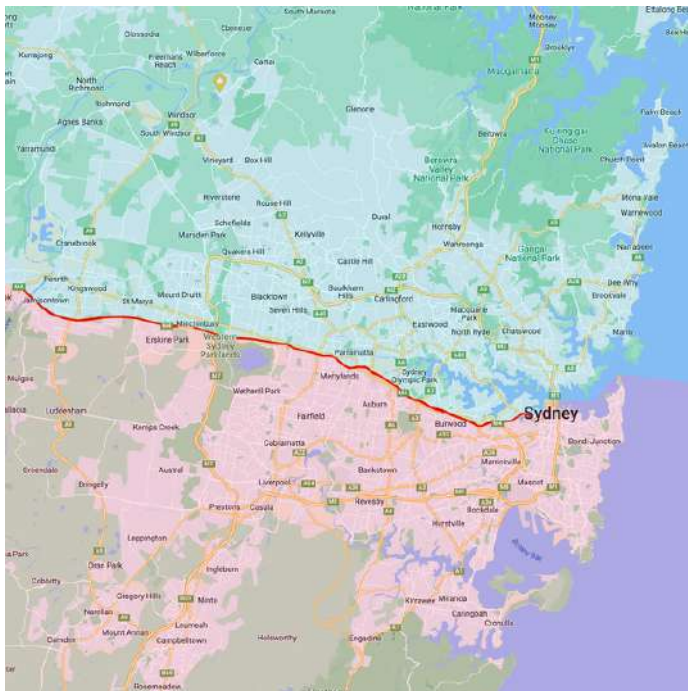 South Maroota
National Park
Mooney
Mooney
Ettalong Be
Kurrajong
Glossodia
Ebenezer
Wilberforce
Freemans
Reach
Cattai
Brooklyn
M1
North
Richmond
Richmond
Windsor
Glenorie
Agnes Banks
South Windsor
Palm Beach
Yarramundi
Vineyard
Box Hill
Berowra
Berowra
Valley
National Park
Ku-ring-gai
Chase
National Park
Avalon Beach
Church Point
Riverstone
Rouse Hill
Dural
Mona Vale
Warriewood
Schofields
Marsden Park
Kellyville
Hornsby
Wahroonga
Garigal
National Park
Narrabeen
Cranebrook
Quakers Hill
Castle Hill
Penrith
Kingswood
Mount Druitt
Blacktown
Baulkham
Hills
Carlingford
Dee Why
Brookvale
Jamisontown
St Marys
Seven Hills
Macquarie
Park
Eastwood
North Ryde
Chatswood
Manly
Minchinbury
Erskine Park
Western
Sydney
Parklands
Parramatta
Merrylands
Sydney
Olympic Park
Mulgoa
Wetherill Park
Auburn
Burwood
Sydney
Luddenham
Kemps Creek
Fairfield
Bondi Junction
Cabramatta
Marrickville
Greendale
Austral
Bankstown
Mascot
Bringelly
Liverpool
Revesby
Prestons
Casula
Rockdale
Leppington
Hurstville
Botany Bay
Oran Park
Ingleburn
Cobbitty
Gregory Hills
Minto
Kirrawee
Miranda
Narellan
Caringbah
Mount Annan
Leumeah
Cronulla
Camden
Campbelltown
Holsworthy
Engadine
Rosemeadow